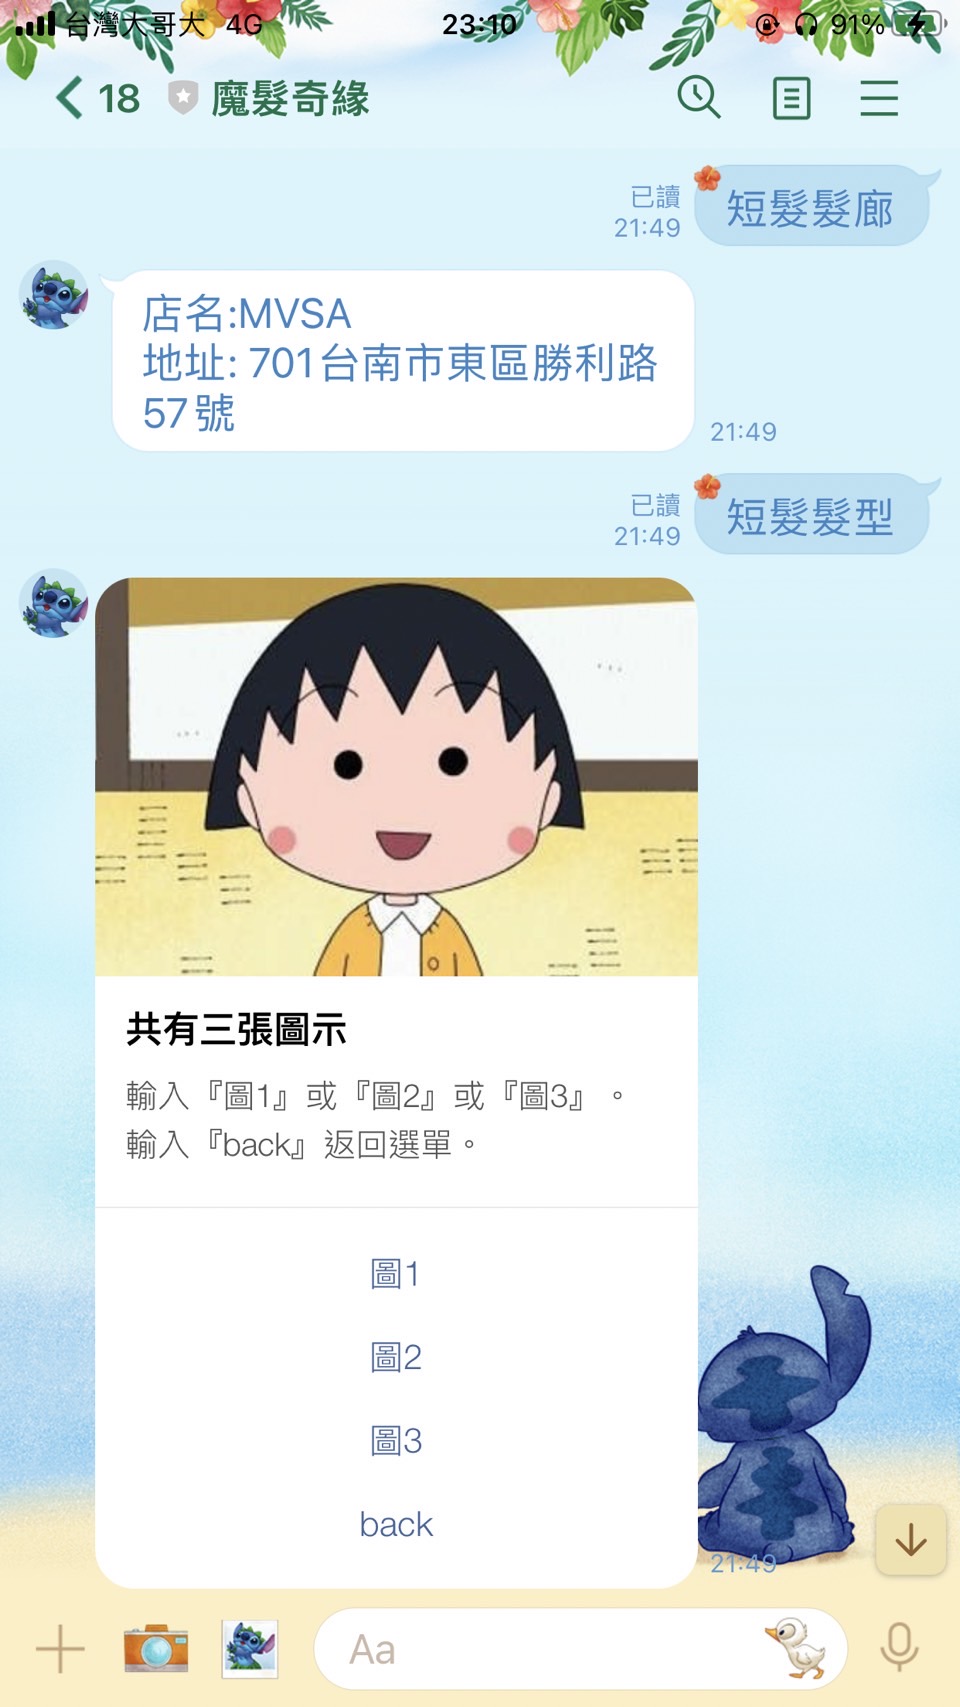 台灣大哥大 4G 23:10 91%
18 魔髮奇緣
短髮髮廊
已讀
21:49
店名:MVSA
地址: 701台南市東區勝利路
57號
21:49
短髮髮型
已讀
21:49
共有三張圖示
輸入『圖1』或『圖2』或『圖3』。
輸入『back』返回選單。
圖1
圖2
圖3
back
21:49
Aa